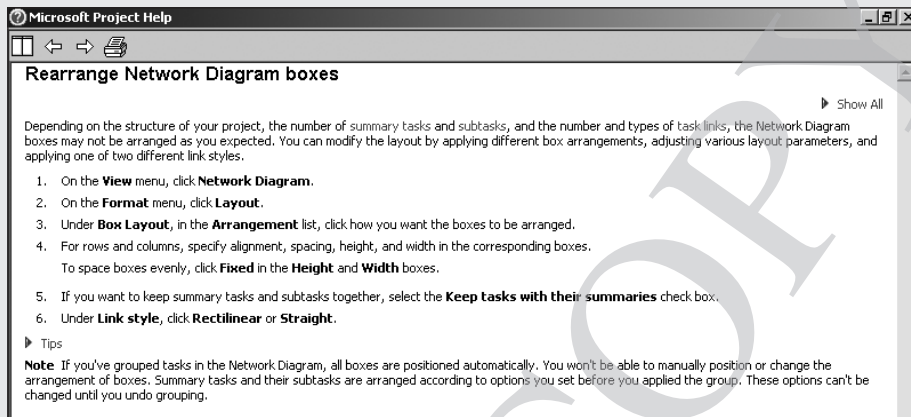 Microsoft Project Help
Rearrange Network Diagram boxes
Show All
Depending on the structure of your project, the number of summary tasks and subtasks, and the number and types of task links, the Network Diagram
boxes may not be arranged as you expected. You can modify the layout by applying different box arrangements, adjusting various layout parameters, and
applying one of two different link styles.
1. On the View menu, click Network Diagram.
2. On the Format menu, click Layout.
3. Under Box Layout, in the Arrangement list, click how you want the boxes to be arranged.
4. For rows and columns, specify alignment, spacing, height, and width in the corresponding boxes.
To space boxes evenly, click Fixed in the Height and Width boxes.
5. If you want to keep summary tasks and subtasks together, select the Keep tasks with their summaries check box.
6. Under Link style, click Rectilinear or Straight.
Tips
Note If you've grouped tasks in the Network Diagram, all boxes are positioned automatically. You won't be able to manually position or change the
arrangement of boxes. Summary tasks and their subtasks are arranged according to options you set before you applied the group. These options can't be
changed until you undo grouping.
COPY